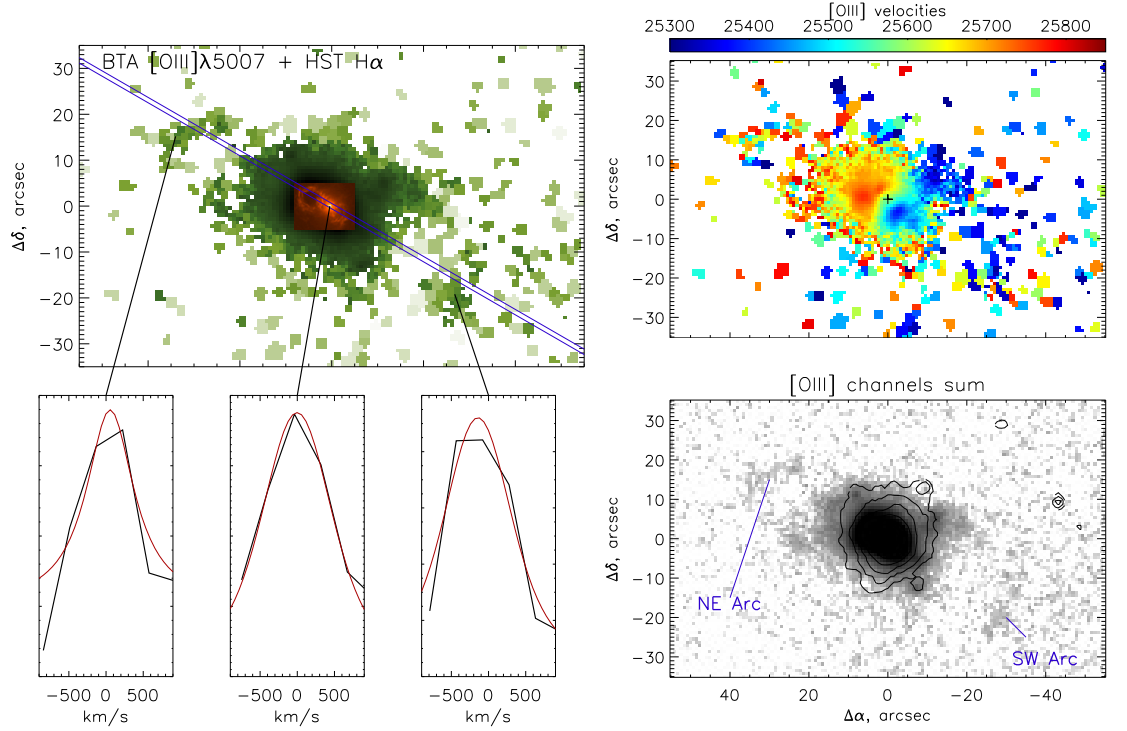 BTA [OIII]λ5007 + HST Hα
30
20
10
0
−10
−20
−30
Δδ, arcsec
−500 0 500
km/s
−500 0 500
km/s
−500 0 500
km/s
[OIII] velocities
25300 25400 25500 25600 25700 25800
30
20
10
0
−10
−20
−30
Δδ, arcsec
[OIII] channels sum
30
20
10
0
−10
−20
−30
Δδ, arcsec
NE Arc
SW Arc
40 20 0 −20 −40
Δα, arcsec